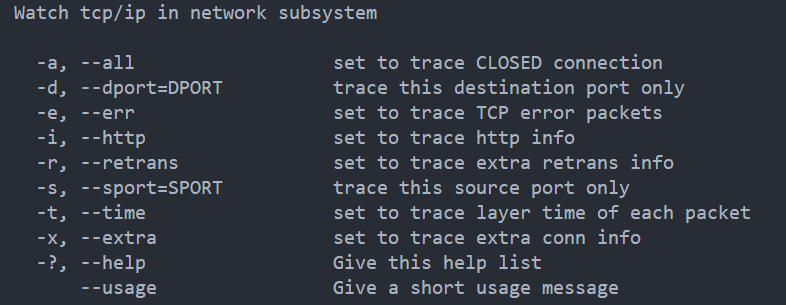 Watch tcp/ip in network subsystem
-a, --all set to trace CLOSED connection
-d, --dport=DPORT trace this destination port only
-e, --err set to trace TCP error packets
-i, --http set to trace http info
-r, --retrans set to trace extra retrans info
-s, --sport=SPORT trace this source port only
-t, --time set to trace layer time of each packet
-x, --extra set to trace extra conn info
-?, --help Give this help list
--usage Give a short usage message